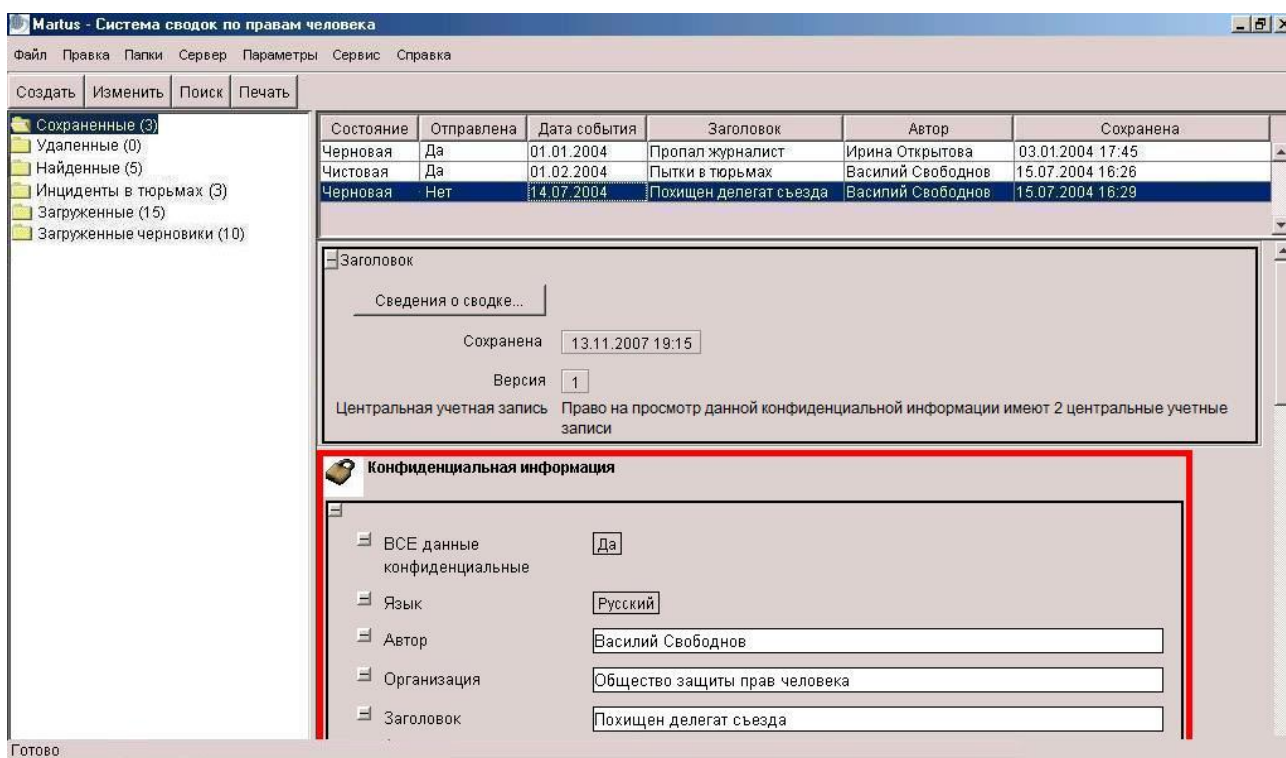 Martus - Система сводок по правам человека
Файл Правка Папки Сервер Параметры Сервис Справка
Создать Изменить Поиск Печать
Сохраненные (3)
Удаленные (0)
Найденные (5)
Инциденты в тюрьмах (3)
Загруженные (15)
Загруженные черновики (10)
Состояние Отправлена Дата события Заголовок Автор Сохранена
Черновая Да 01.01.2004 Пропал журналист Ирина Открытова 03.01.2004 17:45
Чистовая Да 01.02.2004 Пытки в тюрьмах Василий Свободнов 15.07.2004 16:26
Черновая Нет 14.07.2004 Похищен делегат съезда Василий Свободнов 15.07.2004 16:29
Заголовок
Сведения о сводке...
Сохранена 13.11.2007 19:15
Версия 1
Центральная учетная запись Право на просмотр данной конфиденциальной информации имеют 2 центральные учетные
записи
Конфиденциальная информация
ВСЕ данные Да
конфиденциальные
Язык Русский
Автор Василий Свободнов
Организация Общество защиты прав человека
Заголовок Похищен делегат съезда
Готово